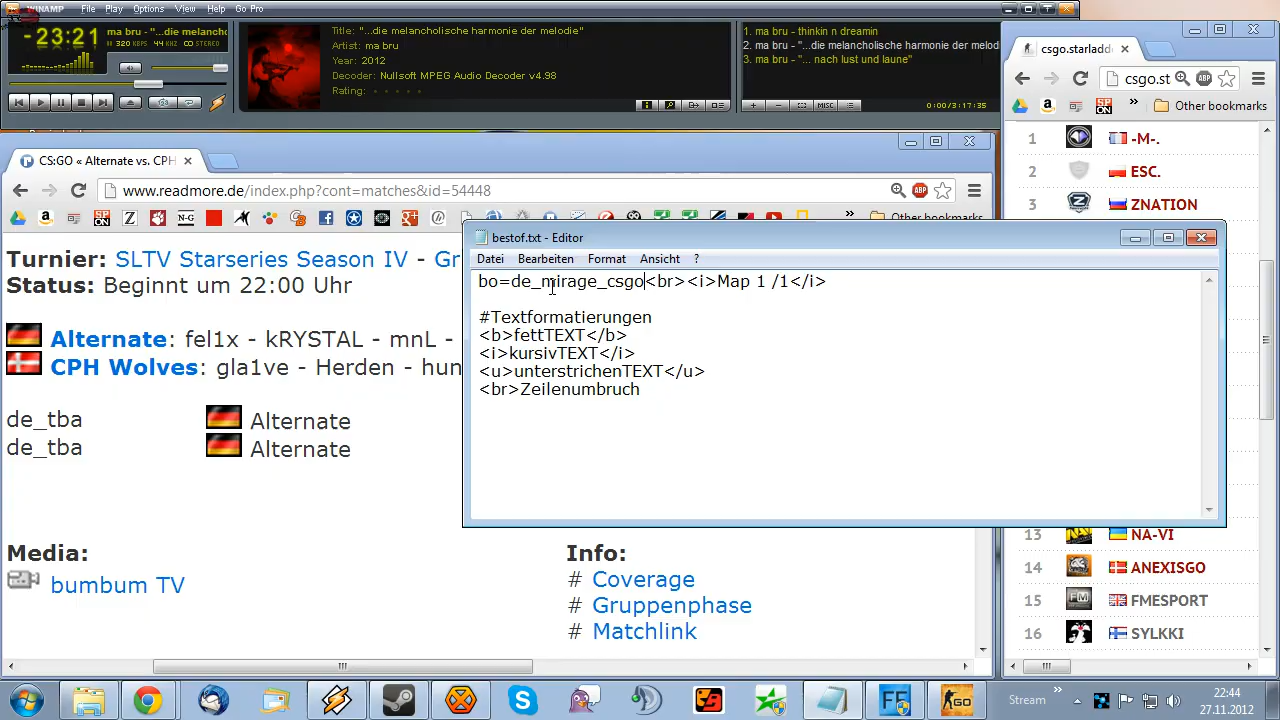 WINAMP File Play Options View Help Go Pro
-23:21
ma bru - "...die melanchol
320 KBPS 44 KHZ STEREO
Title: "...die melancholische harmonie der melodie"
Artist: ma bru
Year: 2012
Decoder: Nullsoft MPEG Audio Decoder v4.98
Rating:
1. ma bru - thinkin n dreamin
2. ma bru - "...die melancholische harmonie der melod
3. ma bru - "... nach lust und laune"
MISC
0:00/3:17:35
csgo.starladd
csgo.st
Other bookmarks
1 -M-.
2 ESC.
3 ZNATION
13 NA-VI
14 ANEXISGO
15 FMESPORT
16 SYLKKI
CS:GO « Alternate vs. CPH
www.readmore.de/index.php?cont=matches&id=54448
Other bookmarks
Turnier: SLTV Starseries Season IV - Gr
Status: Beginnt um 22:00 Uhr
Alternate: fel1x - kRYSTAL - mnL -
CPH Wolves: gla1ve - Herden - hun
de_tba Alternate
de_tba Alternate
Media:
bumbum TV
Info:
# Coverage
# Gruppenphase
# Matchlink
bestof.txt - Editor
Datei Bearbeiten Format Ansicht ?
bo=de_mirage_csgo<br><i>Map 1 /1</i>
#Textformatierungen
<b>fettTEXT</b>
<i>kursivTEXT</i>
<u>unterstrichenTEXT</u>
<br>Zeilenumbruch
Stream
22:44
27.11.2012